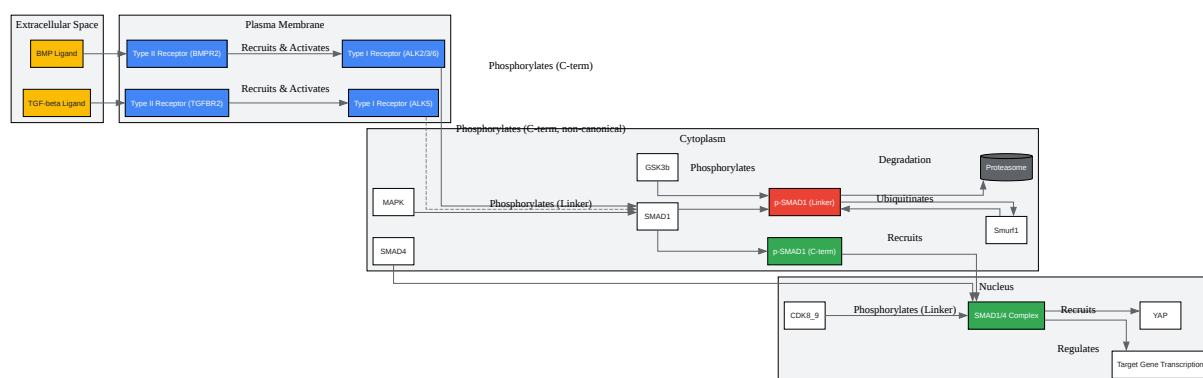 Extracellular Space
Plasma Membrane
BMP Ligand
Type II Receptor (BMPR2)
Recruits & Activates
Type I Receptor (ALK2/3/6)
Phosphorylates (C-term)
TGF-beta Ligand
Type II Receptor (TGFBR2)
Recruits & Activates
Type I Receptor (ALK5)
Phosphorylates (C-term, non-canonical)
Cytoplasm
GSK3b
Phosphorylates
Degradation
Proteasome
MAPK
Phosphorylates (Linker)
SMAD1
p-SMAD1 (Linker)
Ubiquitinates
Smurf1
SMAD4
p-SMAD1 (C-term)
Recruits
Nucleus
CDK8_9
Phosphorylates (Linker)
SMAD1/4 Complex
Recruits
YAP
Regulates
Target Gene Transcription